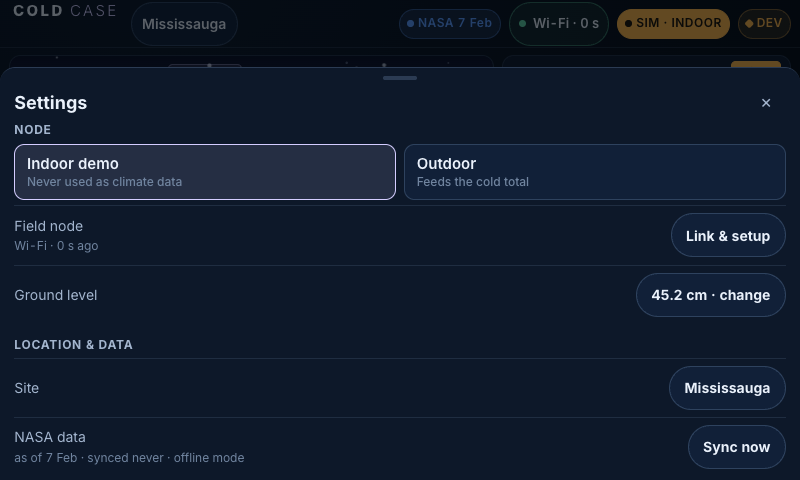 COLD CASE
Mississauga
NASA 7 Feb
Wi-Fi · 0 s
SIM · INDOOR
DEV
Settings
×
NODE
Indoor demo
Never used as climate data
Outdoor
Feeds the cold total
Field node
Wi-Fi · 0 s ago
Link & setup
Ground level
45.2 cm · change
LOCATION & DATA
Site
Mississauga
NASA data
as of 7 Feb · synced never · offline mode
Sync now